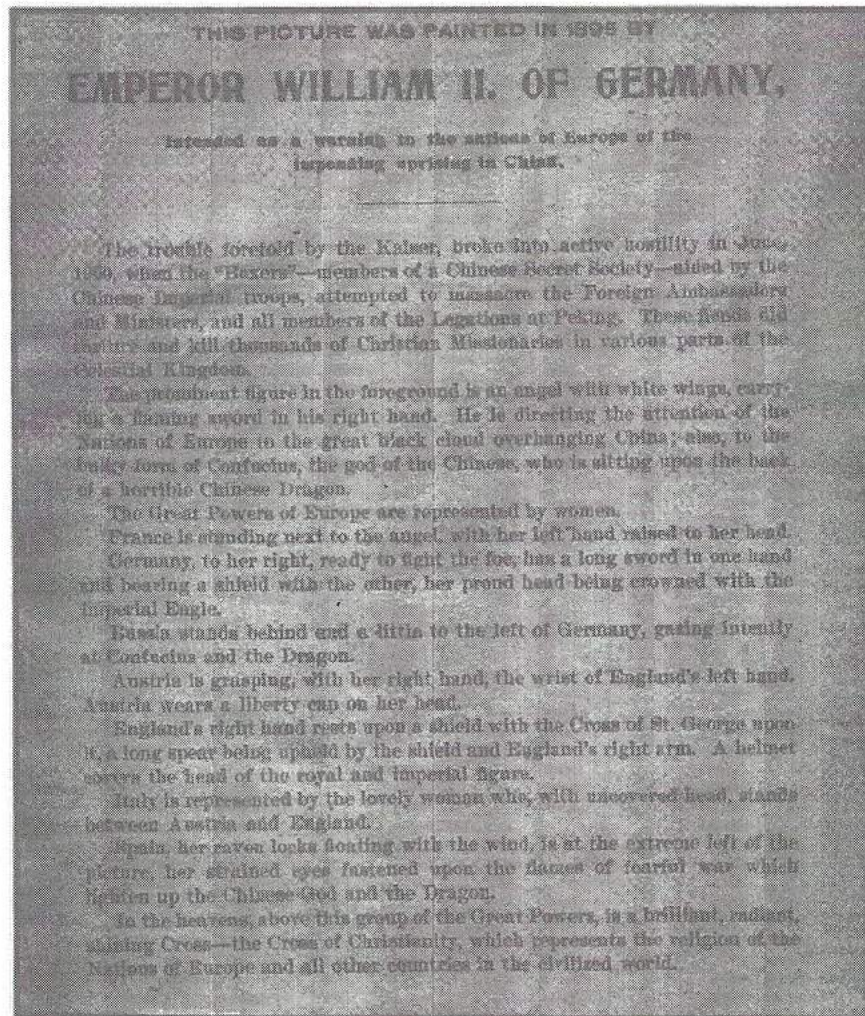 THIS PICTURE WAS PAINTED IN 1895 BY
EMPEROR WILLIAM II. OF GERMANY,
Intended as a warning to the nations of Europe of the
impending uprising in China.
The trouble foretold by the Kaiser, broke into active hostility in June,
1900, when the "Boxers"—members of a Chinese Secret Society—aided by the
Chinese Imperial troops, attempted to massacre the Foreign Ambassadors
and Ministers, and all members of the Legations at Peking. These fiends did
torture and kill thousands of Christian Missionaries in various parts of the
Celestial Kingdom.
The prominent figure in the foreground is an angel with white wings, carry-
ing a flaming sword in his right hand. He is directing the attention of the
Nations of Europe to the great black cloud overhanging China; also, to the
bulky form of Confucius, the god of the Chinese, who is sitting upon the back
of a horrible Chinese Dragon.
The Great Powers of Europe are represented by women.
France is standing next to the angel, with her left hand raised to her head.
Germany, to her right, ready to fight the foe, has a long sword in one hand
and bearing a shield with the other, her proud head being crowned with the
Imperial Eagle.
Russia stands behind and a little to the left of Germany, gazing intently
at Confucius and the Dragon.
Austria is grasping, with her right hand, the wrist of England's left hand.
Austria wears a liberty cap on her head.
England's right hand rests upon a shield with the Cross of St. George upon
it, a long spear being upheld by the shield and England's right arm. A helmet
covers the head of the royal and imperial figure.
Italy is represented by the lovely woman who, with uncovered head, stands
between Austria and England.
Spain, her raven locks floating with the wind, is at the extreme left of the
picture, her strained eyes fastened upon the flames of fearful war which
lighten up the Chinese God and the Dragon.
In the heavens, above this group of the Great Powers, is a brilliant, radiant,
shining Cross—the Cross of Christianity, which represents the religion of the
Nations of Europe and all other countries in the civilized world.